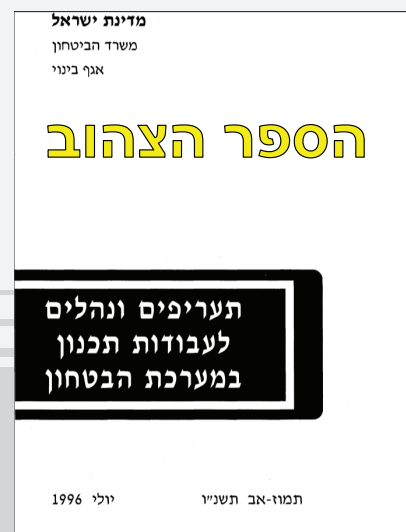 מדינת ישראל
משרד הביטחון
אגף בינוי
הספר הצהוב
תעריפים ונהלים
לעבודות תכנון
במערכת הבטחון
תמוז-אב תשנ״ו יולי 1996